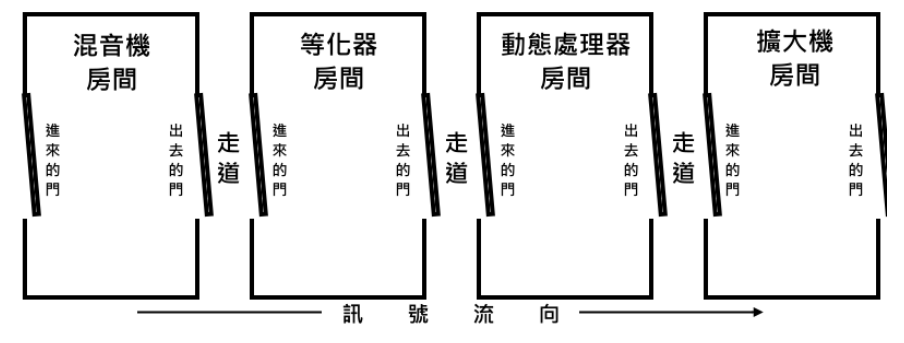 混音機
房間
進來的門
出去的門
走道
等化器
房間
進來的門
出去的門
走道
動態處理器
房間
進來的門
出去的門
走道
擴大機
房間
進來的門
出去的門
訊號流向